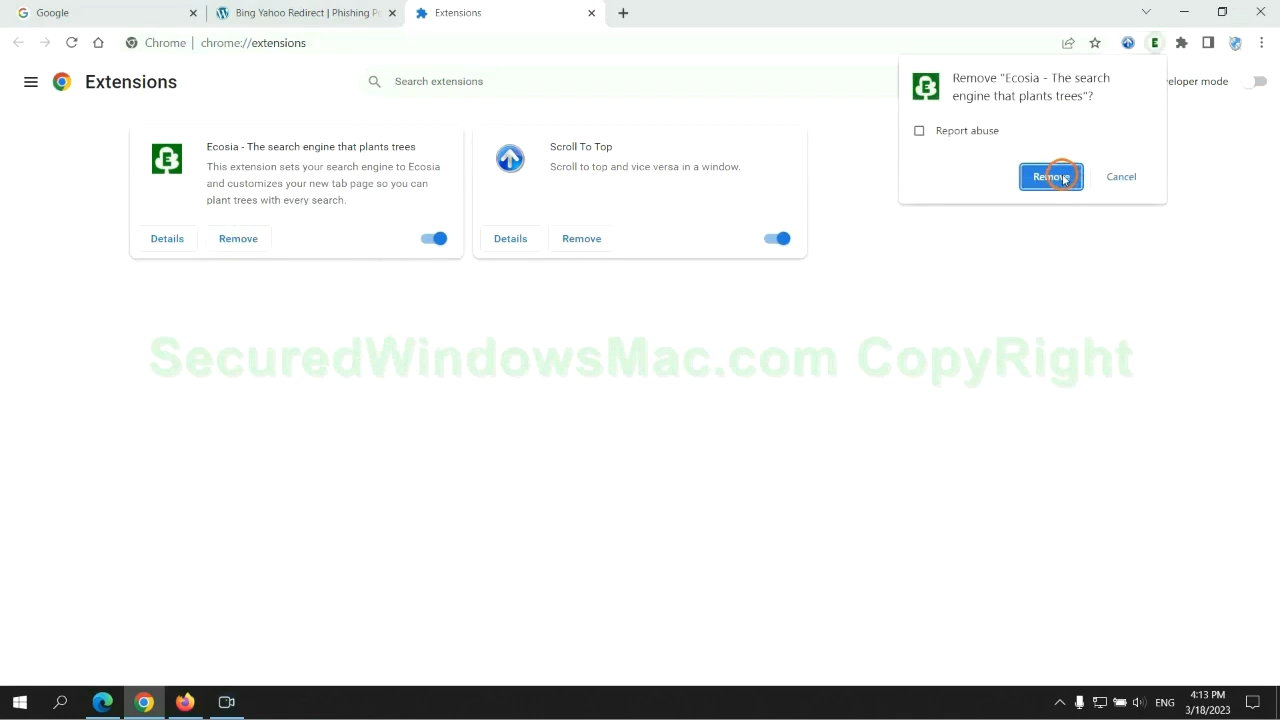 Google
Bing Yahoo Redirect | Phishing P
Extensions
Chrome | chrome://extensions
Extensions
Search extensions
eloper mode
Remove "Ecosia - The search
engine that plants trees"?
Report abuse
Remove
Cancel
Ecosia - The search engine that plants trees
This extension sets your search engine to Ecosia
and customizes your new tab page so you can
plant trees with every search.
Details
Remove
Scroll To Top
Scroll to top and vice versa in a window.
Details
Remove
SecuredWindowsMac.com CopyRight
ENG
4:13 PM
3/18/2023